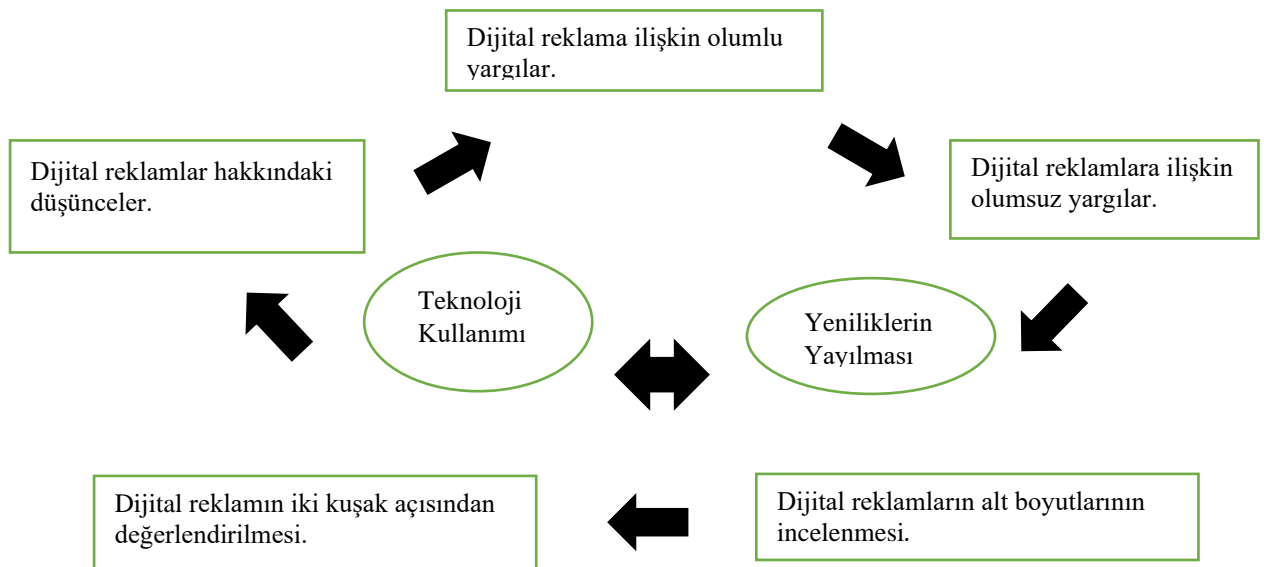 Dijital reklama ilişkin olumlu
yargılar.
Dijital reklamlar hakkındaki
düşünceler.
Dijital reklamlara ilişkin
olumsuz yargılar.
Teknoloji
Kullanımı
Yeniliklerin
Yayılması
Dijital reklamın iki kuşak açısından
değerlendirilmesi.
Dijital reklamların alt boyutlarının
incelenmesi.